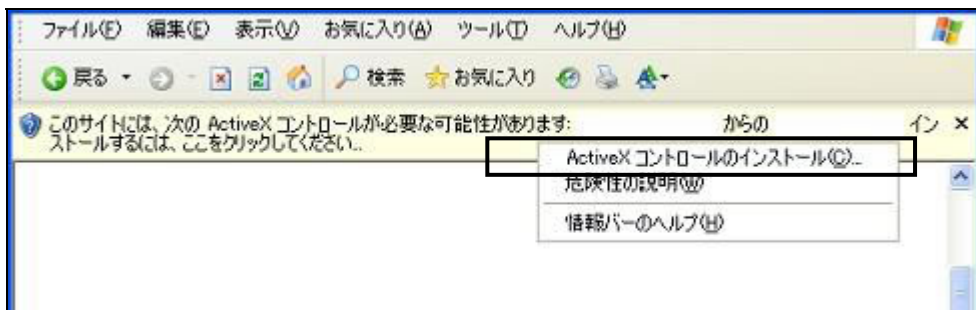 ファイル(F) 編集(E) 表示(V) お気に入り(A) ツール(T) ヘルプ(H)
戻る 検索 お気に入り
このサイトには、次の ActiveX コントロールが必要な可能性があります: からの イン
ストールするには、ここをクリックしてください...
ActiveX コントロールのインストール(C)...
危険性の説明(W)
情報バーのヘルプ(H)